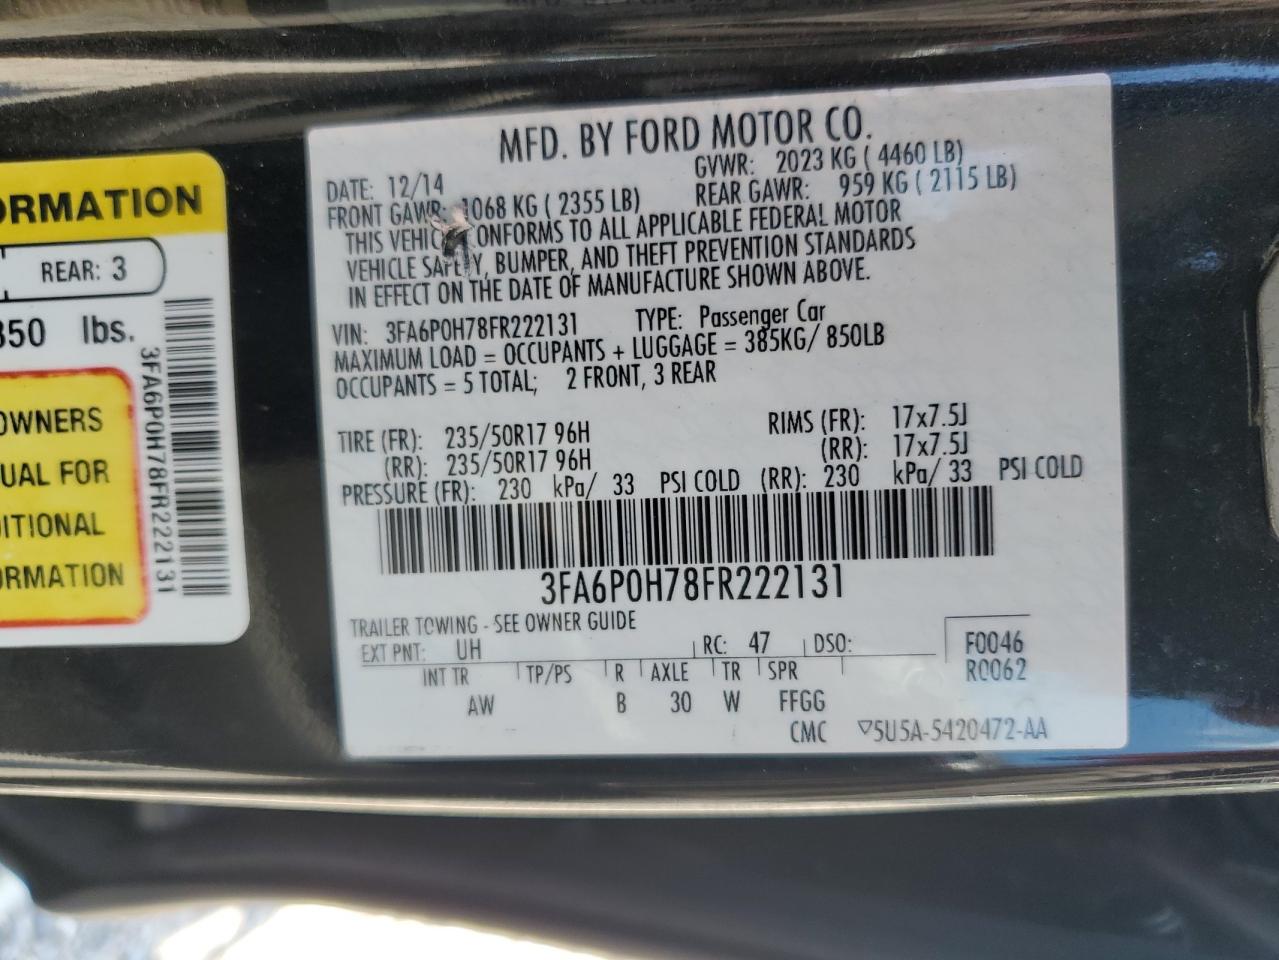 ORMATION
REAR: 3
350 lbs.
OWNERS
UAL FOR
ITIONAL
ORMATION
3FA6P0H78FR222131
MFD. BY FORD MOTOR CO.
DATE: 12/14 GVWR: 2023 KG ( 4460 LB)
FRONT GAWR: 1068 KG ( 2355 LB) REAR GAWR: 959 KG ( 2115 LB)
THIS VEHIC ONFORMS TO ALL APPLICABLE FEDERAL MOTOR
VEHICLE SAFETY, BUMPER, AND THEFT PREVENTION STANDARDS
IN EFFECT ON THE DATE OF MANUFACTURE SHOWN ABOVE.
VIN: 3FA6P0H78FR222131 TYPE: Passenger Car
MAXIMUM LOAD = OCCUPANTS + LUGGAGE = 385KG/ 850LB
OCCUPANTS = 5 TOTAL; 2 FRONT, 3 REAR
TIRE (FR): 235/50R17 96H RIMS (FR): 17x7.5J
(RR): 235/50R17 96H (RR): 17x7.5J
PRESSURE (FR): 230 kPa/ 33 PSI COLD (RR): 230 kPa/ 33 PSI COLD
3FA6P0H78FR222131
TRAILER TOWING - SEE OWNER GUIDE
EXT PNT: UH RC: 47 DSO: F0046
INT TR TP/PS R AXLE TR SPR R0062
AW B 30 W FFGG
CMC ▽5U5A-5420472-AA